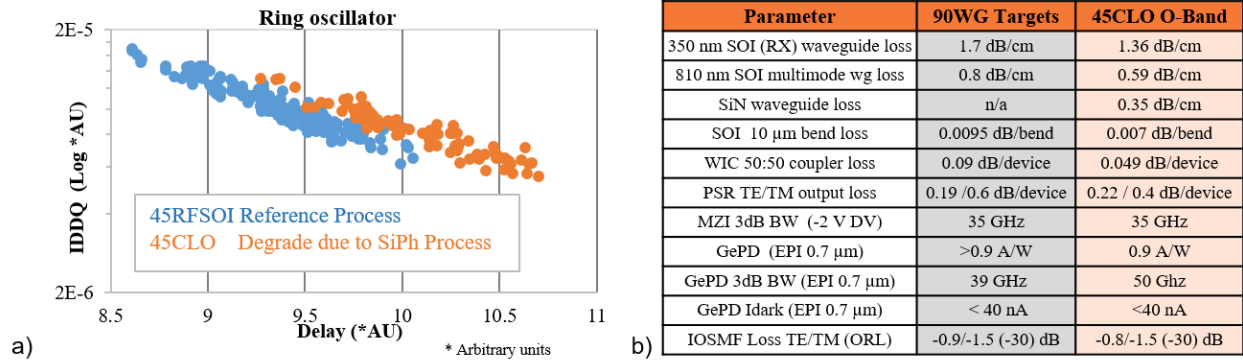 Ring oscillator
2E-5
IDDQ (Log *AU)
45RFSOI Reference Process
45CLO Degrade due to SiPh Process
2E-6
8.5 9 9.5 10 10.5 11
Delay (*AU)
* Arbitrary units
a)
Parameter 90WG Targets 45CLO O-Band
350 nm SOI (RX) waveguide loss 1.7 dB/cm 1.36 dB/cm
810 nm SOI multimode wg loss 0.8 dB/cm 0.59 dB/cm
SiN waveguide loss n/a 0.35 dB/cm
SOI 10 µm bend loss 0.0095 dB/bend 0.007 dB/bend
WIC 50:50 coupler loss 0.09 dB/device 0.049 dB/device
PSR TE/TM output loss 0.19 /0.6 dB/device 0.22 / 0.4 dB/device
MZI 3dB BW (-2 V DV) 35 GHz 35 GHz
GePD (EPI 0.7 µm) >0.9 A/W 0.9 A/W
GePD 3dB BW (EPI 0.7 µm) 39 GHz 50 Ghz
GePD Idark (EPI 0.7 µm) < 40 nA <40 nA
IOSMF Loss TE/TM (ORL) -0.9/-1.5 (-30) dB -0.8/-1.5 (-30) dB
b)